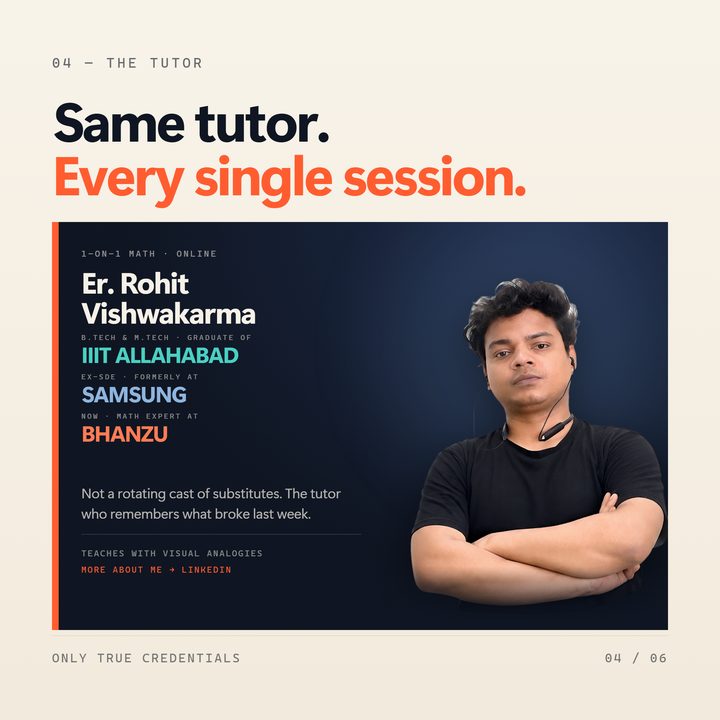 04 — THE TUTOR
Same tutor.
Every single session.
1-ON-1 MATH · ONLINE
Er. Rohit
Vishwakarma
B.TECH & M.TECH · GRADUATE OF
IIIT ALLAHABAD
EX-SDE · FORMERLY AT
SAMSUNG
NOW · MATH EXPERT AT
BHANZU
Not a rotating cast of substitutes. The tutor
who remembers what broke last week.
TEACHES WITH VISUAL ANALOGIES
MORE ABOUT ME → LINKEDIN
ONLY TRUE CREDENTIALS
04 / 06